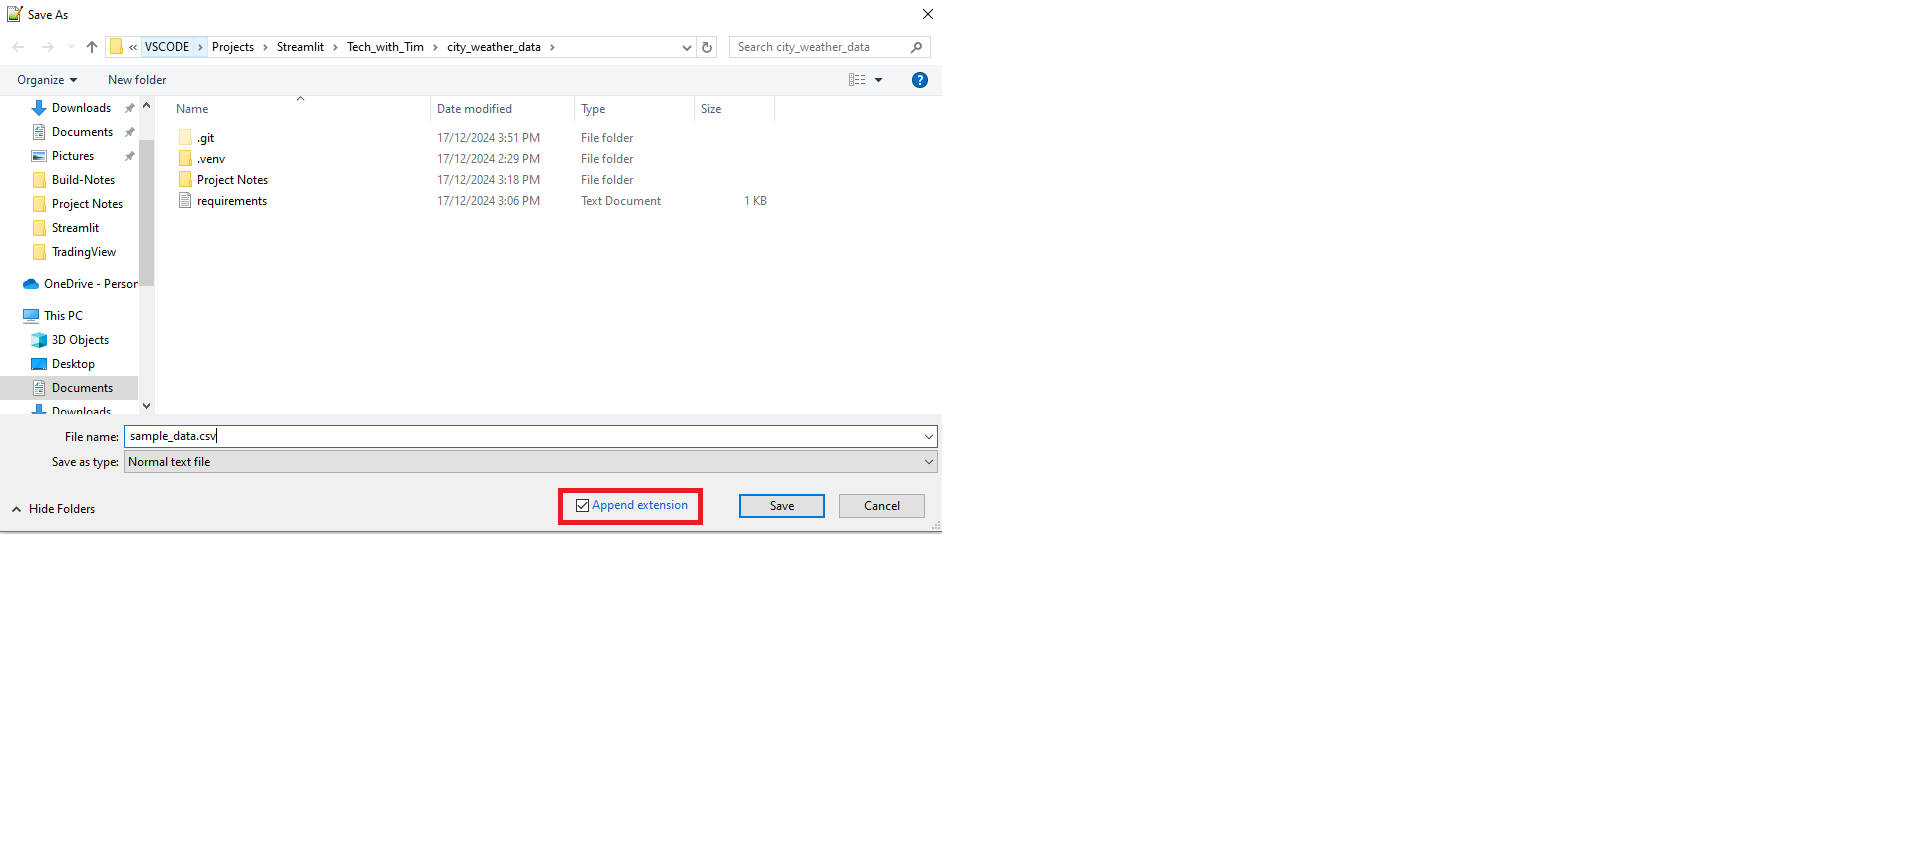 Save As
« VSCODE > Projects > Streamlit > Tech_with_Tim > city_weather_data >
Search city_weather_data
Organize
New folder
?
Downloads
Documents
Pictures
Build-Notes
Project Notes
Streamlit
TradingView
OneDrive - Person
This PC
3D Objects
Desktop
Documents
Downloads
Name Date modified Type Size
.git 17/12/2024 3:51 PM File folder
.venv 17/12/2024 2:29 PM File folder
Project Notes 17/12/2024 3:18 PM File folder
requirements 17/12/2024 3:06 PM Text Document 1 KB
File name: sample_data.csv
Save as type: Normal text file
Hide Folders
Append extension
Save
Cancel